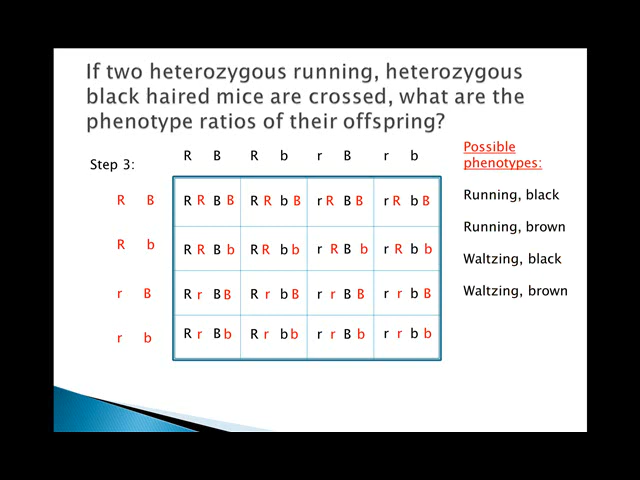 If two heterozygous running, heterozygous
black haired mice are crossed, what are the
phenotype ratios of their offspring?
Step 3:
R B R b r B r b
R B R R B B R R b B r R B B r R b B
R b R R B b R R b b r R B b r R b b
r B R r B B R r b B r r B B r r b B
r b R r B b R r b b r r B b r r b b
Possible
phenotypes:
Running, black
Running, brown
Waltzing, black
Waltzing, brown